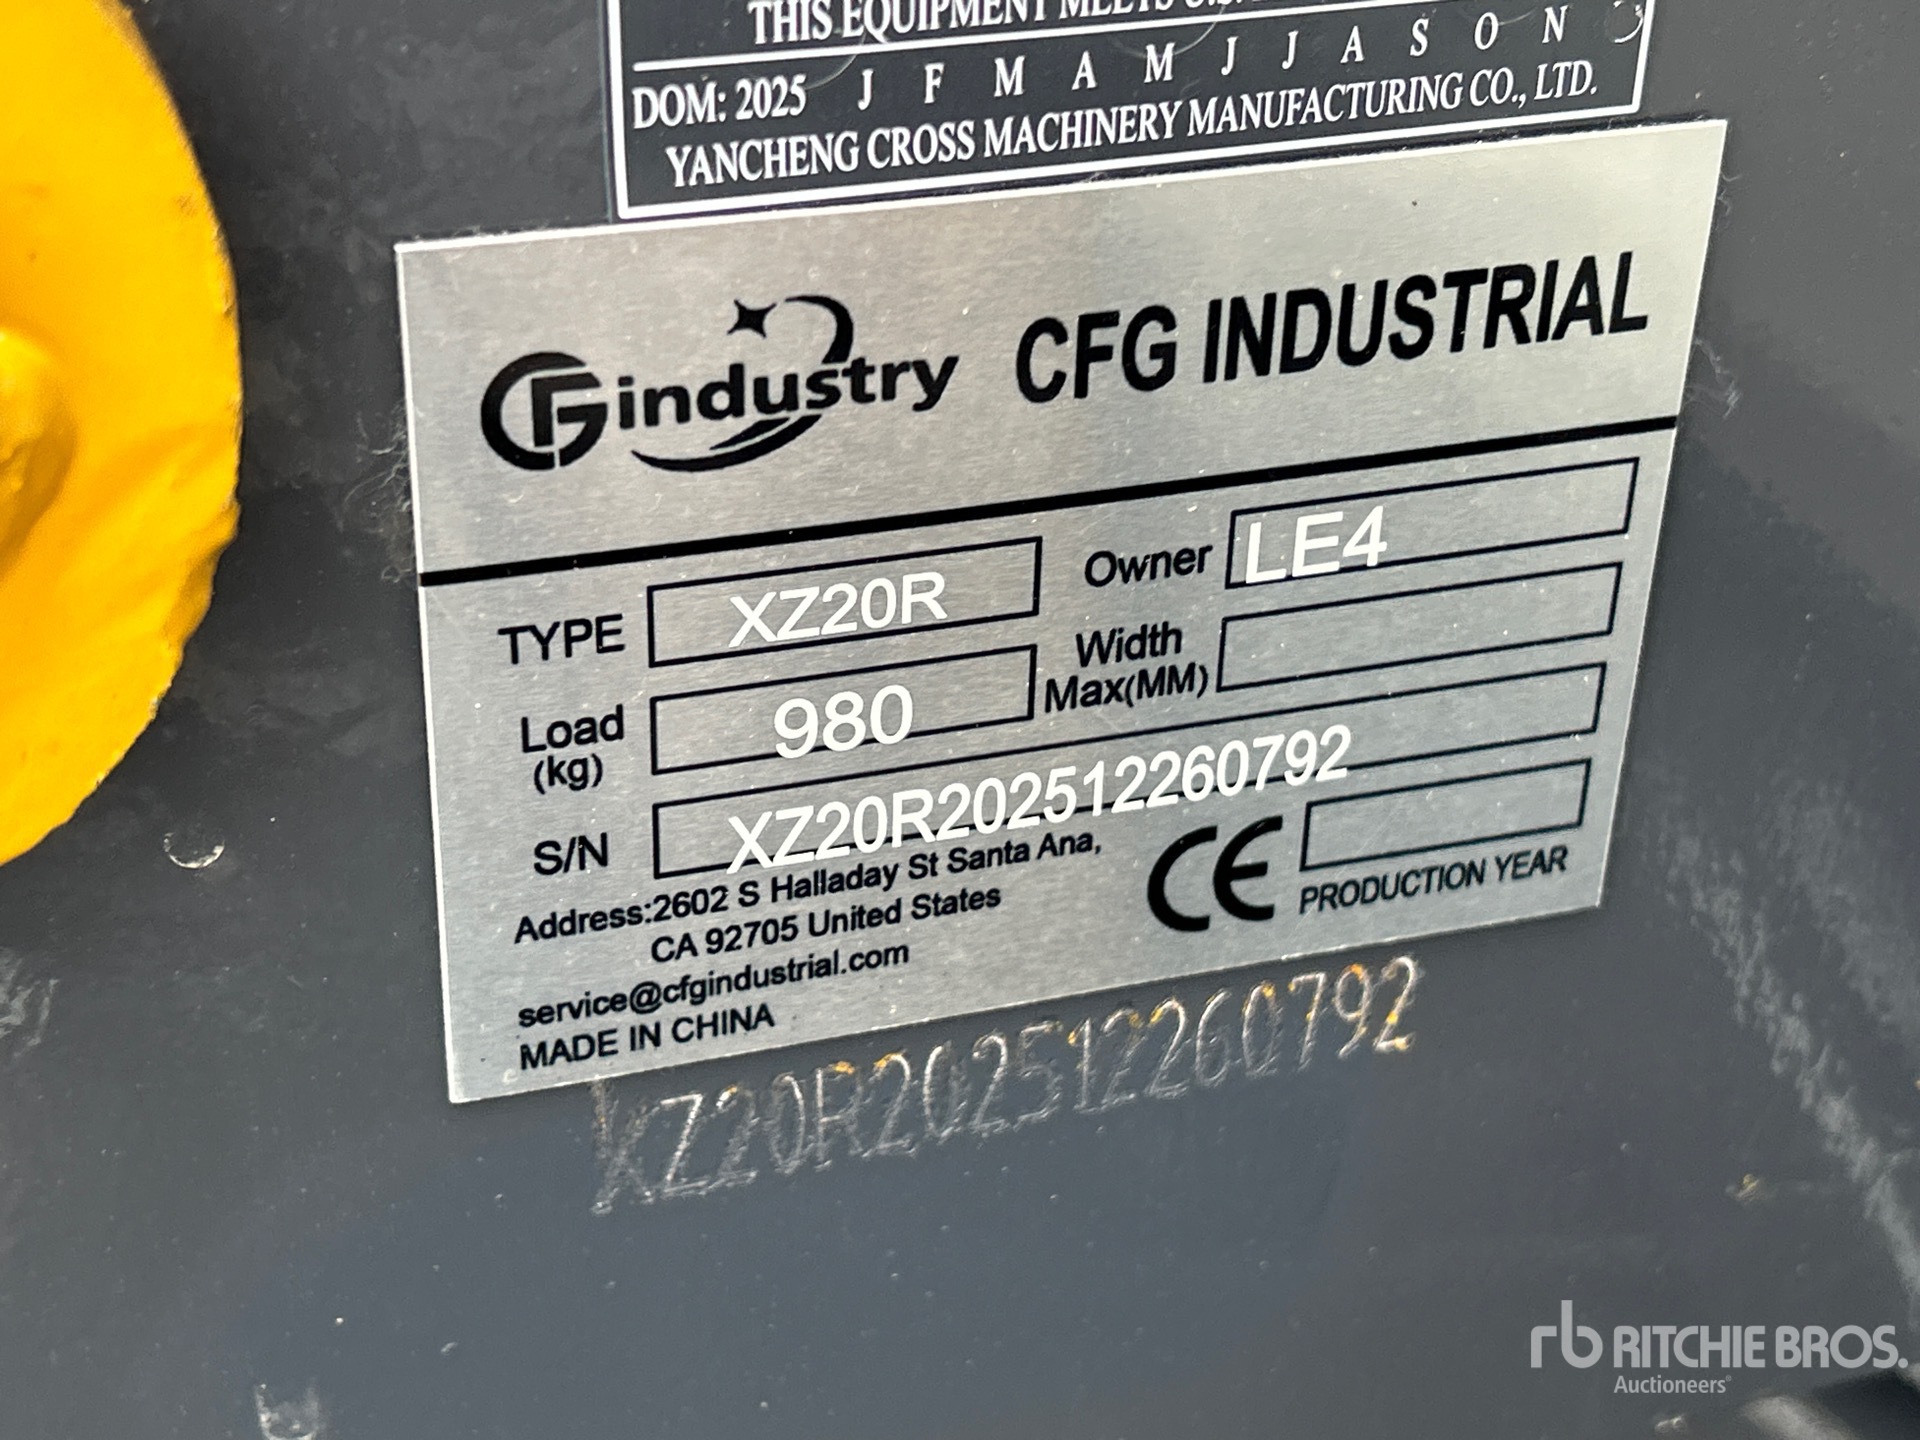 THIS EQUIPMENT MEETS U.S.
DOM: 2025 J F M A M J J A S O N
YANCHENG CROSS MACHINERY MANUFACTURING CO., LTD.
CFGindustry CFG INDUSTRIAL
TYPE XZ20R Owner LE4
Load (kg) 980 Width Max(MM)
S/N XZ20R202512260792
Address:2602 S Halladay St Santa Ana,
CA 92705 United States
service@cfgindustrial.com
MADE IN CHINA
CE PRODUCTION YEAR
XZ20R202512260792
rb RITCHIE BROS.
Auctioneers